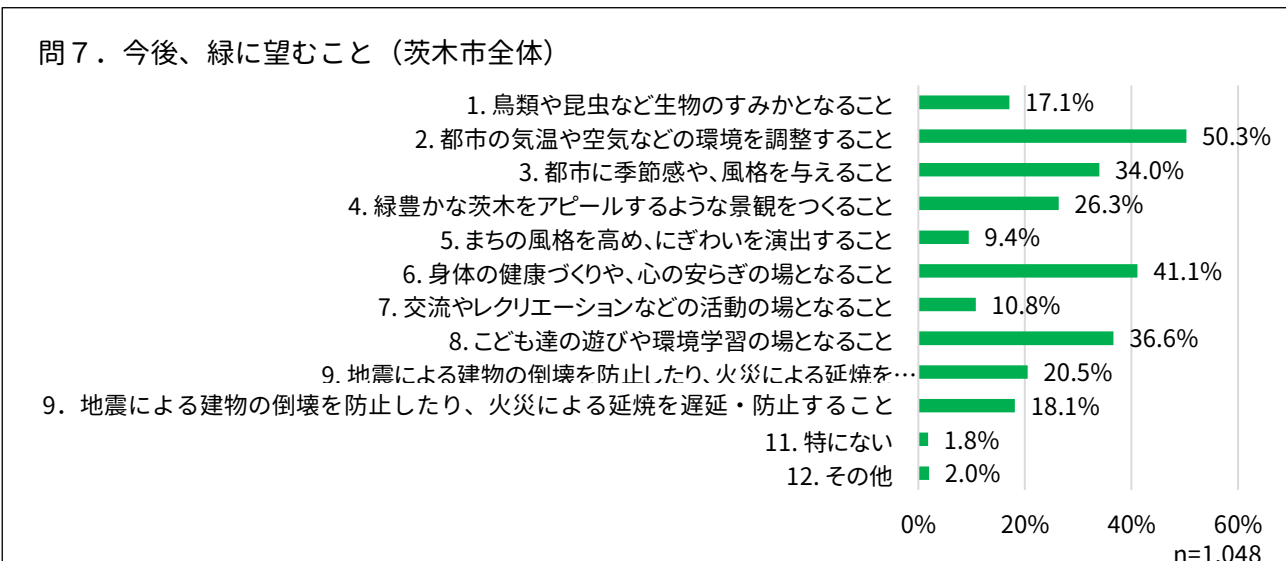 問７．今後、緑に望むこと（茨木市全体）
1. 鳥類や昆虫など生物のすみかとなること 17.1%
2. 都市の気温や空気などの環境を調整すること 50.3%
3. 都市に季節感や、風格を与えること 34.0%
4. 緑豊かな茨木をアピールするような景観をつくること 26.3%
5. まちの風格を高め、にぎわいを演出すること 9.4%
6. 身体の健康づくりや、心の安らぎの場となること 41.1%
7. 交流やレクリエーションなどの活動の場となること 10.8%
8. こども達の遊びや環境学習の場となること 36.6%
9. 地震による建物の倒壊を防止したり、火災による延焼を… 20.5%
9．地震による建物の倒壊を防止したり、火災による延焼を遅延・防止すること 18.1%
11. 特にない 1.8%
12. その他 2.0%
0% 20% 40% 60%
n=1,048